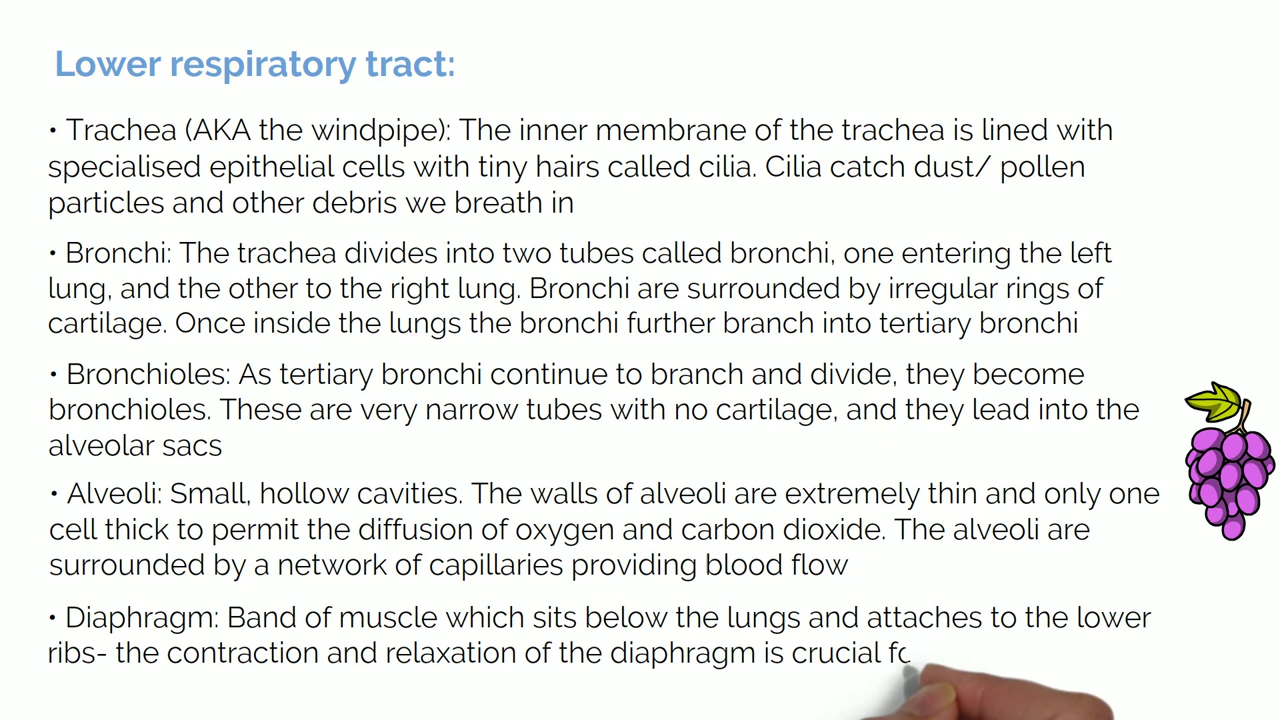 Lower respiratory tract:
• Trachea (AKA the windpipe): The inner membrane of the trachea is lined with
specialised epithelial cells with tiny hairs called cilia. Cilia catch dust/ pollen
particles and other debris we breath in
• Bronchi: The trachea divides into two tubes called bronchi, one entering the left
lung, and the other to the right lung. Bronchi are surrounded by irregular rings of
cartilage. Once inside the lungs the bronchi further branch into tertiary bronchi
• Bronchioles: As tertiary bronchi continue to branch and divide, they become
bronchioles. These are very narrow tubes with no cartilage, and they lead into the
alveolar sacs
• Alveoli: Small, hollow cavities. The walls of alveoli are extremely thin and only one
cell thick to permit the diffusion of oxygen and carbon dioxide. The alveoli are
surrounded by a network of capillaries providing blood flow
• Diaphragm: Band of muscle which sits below the lungs and attaches to the lower
ribs- the contraction and relaxation of the diaphragm is crucial